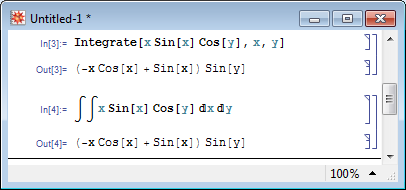 Untitled-1 *
In[3]:= Integrate[x Sin[x] Cos[y], x, y]
Out[3]= (-x Cos[x] + Sin[x]) Sin[y]
In[4]:= ∫∫x Sin[x] Cos[y] ⅆx ⅆy
Out[4]= (-x Cos[x] + Sin[x]) Sin[y]
100%